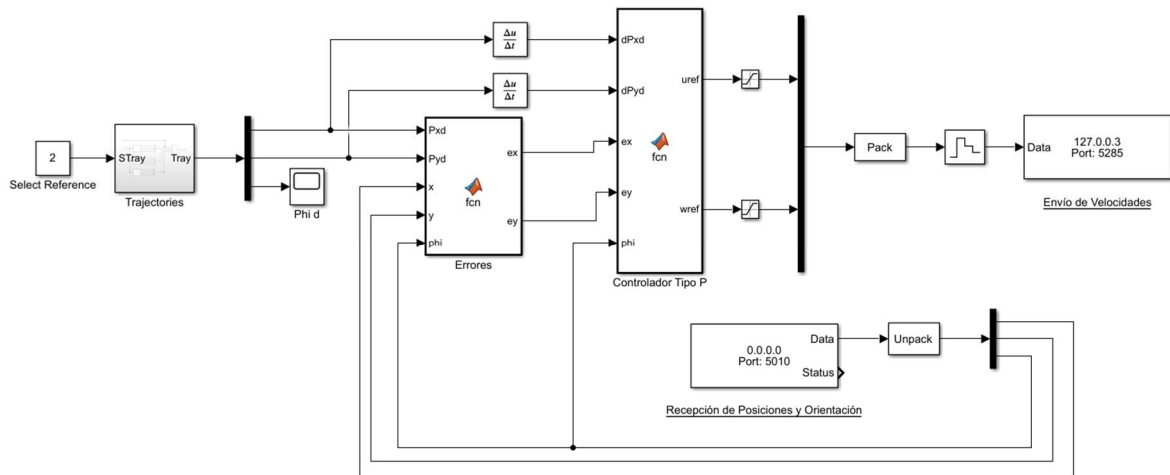 2
Select Reference
STray
Tray
Trajectories
Phi d
Δu
Δt
Δu
Δt
Pxd
Pyd
x
y
phi
ex
ey
fcn
Errores
dPxd
dPyd
ex
ey
phi
uref
wref
fcn
Controlador Tipo P
Pack
Data
127.0.0.3
Port: 5285
Envío de Velocidades
0.0.0.0
Port: 5010
Data
Status
Unpack
Recepción de Posiciones y Orientación